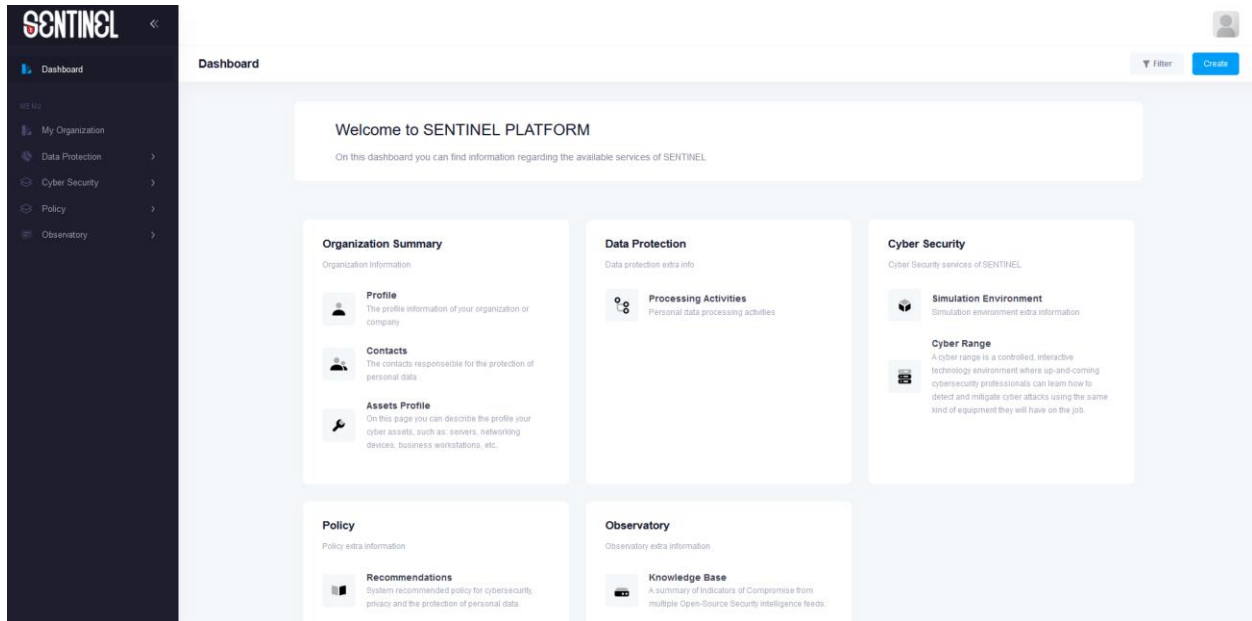 SENTINEL
Dashboard
MENU
My Organization
Data Protection
Cyber Security
Policy
Observatory
Dashboard
Filter
Create
Welcome to SENTINEL PLATFORM
On this dashboard you can find information regarding the available services of SENTINEL
Organization Summary
Organization Information
Profile
The profile information of your organization or
company
Contacts
The contacts responseible for the protection of
personal data
Assets Profile
On this page you can describe the profile your
cyber assets, such as: servers, networking
devices, business workstations, etc.
Data Protection
Data protection extra info
Processing Activities
Personal data processing activities
Cyber Security
Cyber Security services of SENTINEL
Simulation Environment
Simulation environment extra information
Cyber Range
A cyber range is a controlled, interactive
technology environment where up-and-coming
cybersecurity professionals can learn how to
detect and mitigate cyber attacks using the same
kind of equipment they will have on the job.
Policy
Policy extra information
Recommendations
System recommended policy for cybersecurity,
privacy and the protection of personal data
Observatory
Observatory extra information
Knowledge Base
A summary of Indicators of Compromise from
multiple Open-Source Security intelligence feeds.